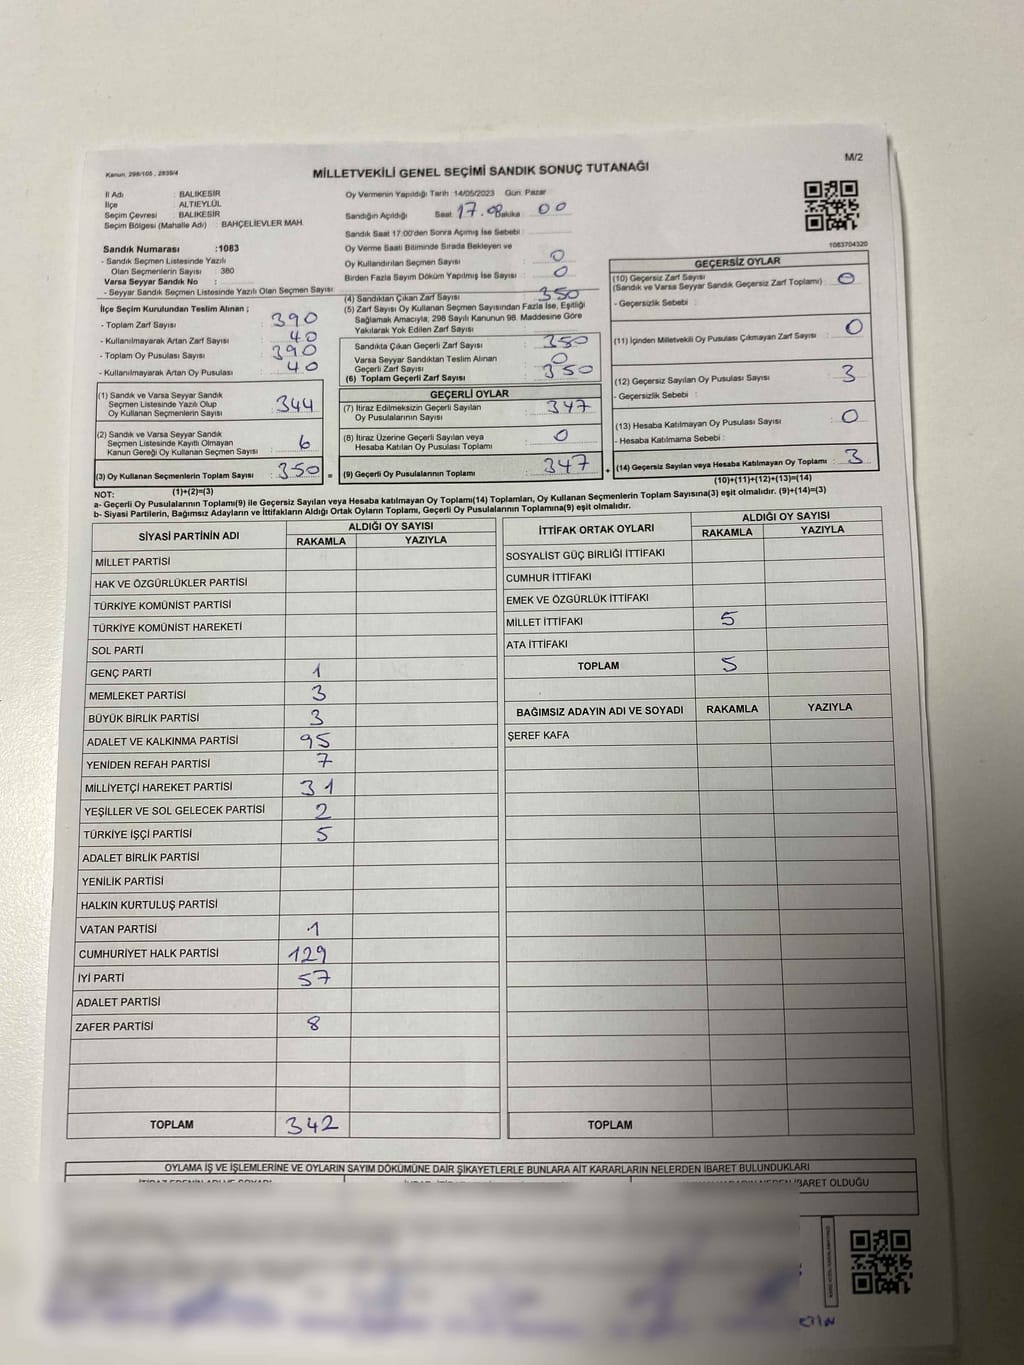 Kanun, 298/105 , 2839/4
MİLLETVEKİLİ GENEL SEÇİMİ SANDIK SONUÇ TUTANAĞI
M/2
İl Adı : BALIKESİR
İlçe : ALTIEYLÜL
Seçim Çevresi : BALIKESİR
Seçim Bölgesi (Mahalle Adı) : BAHÇELİEVLER MAH.
Sandık Numarası :1083
- Sandık Seçmen Listesinde Yazılı
Olan Seçmenlerin Sayısı : 380
Varsa Seyyar Sandık No :
- Seyyar Sandık Seçmen Listesinde Yazılı Olan Seçmen Sayısı :
İlçe Seçim Kurulundan Teslim Alınan ;
- Toplam Zarf Sayısı : 390
- Kullanılmayarak Artan Zarf Sayısı : 40
- Toplam Oy Pusulası Sayısı : 390
- Kullanılmayarak Artan Oy Pusulası : 40
(1) Sandık ve Varsa Seyyar Sandık
Seçmen Listesinde Yazılı Olup
Oy Kullanan Seçmenlerin Sayısı : 344
(2) Sandık ve Varsa Seyyar Sandık
Seçmen Listesinde Kayıtlı Olmayan
Kanun Gereği Oy Kullanan Seçmen Sayısı : 6
(3) Oy Kullanan Seçmenlerin Toplam Sayısı : 350
(1)+(2)=(3)
Oy Vermenin Yapıldığı Tarih :14/05/2023 Gün: Pazar
Sandığın Açıldığı Saat 17.08 Dakika : 00
Sandık Saat 17:00'den Sonra Açımış İse Sebebi :
Oy Verme Saati Bitiminde Sırada Bekleyen ve
Oy Kullandırılan Seçmen Sayısı : 0
Birden Fazla Sayım Döküm Yapılmış İse Sayısı : 0
(4) Sandıktan Çıkan Zarf Sayısı : 350
(5) Zarf Sayısı Oy Kullanan Seçmen Sayısından Fazla İse, Eşitliği
Sağlamak Amacıyla, 298 Sayılı Kanunun 98. Maddesine Göre
Yakılarak Yok Edilen Zarf Sayısı :
Sandıkta Çıkan Geçerli Zarf Sayısı : 350
Varsa Seyyar Sandıktan Teslim Alınan
Geçerli Zarf Sayısı : 0
(6) Toplam Geçerli Zarf Sayısı : 350
GEÇERLİ OYLAR
(7) İtiraz Edilmeksizin Geçerli Sayılan
Oy Pusulalarının Sayısı : 347
(8) İtiraz Üzerine Geçerli Sayılan veya
Hesaba Katılan Oy Pusulası Toplamı : 0
= (9) Geçerli Oy Pusulalarının Toplamı : 347
1083704320
GEÇERSİZ OYLAR
(10) Geçersiz Zarf Sayısı
(Sandık ve Varsa Seyyar Sandık Geçersiz Zarf Toplamı) : 0
- Geçersizlik Sebebi :
(11) İçinden Milletvekili Oy Pusulası Çıkmayan Zarf Sayısı : 0
(12) Geçersiz Sayılan Oy Pusulası Sayısı : 3
- Geçersizlik Sebebi :
(13) Hesaba Katılmayan Oy Pusulası Sayısı : 0
- Hesaba Katılmama Sebebi :
+ (14) Geçersiz Sayılan veya Hesaba Katılmayan Oy Toplamı : 3
(10)+(11)+(12)+(13)=(14)
NOT:
a- Geçerli Oy Pusulalarının Toplamı(9) ile Geçersiz Sayılan veya Hesaba katılmayan Oy Toplamı(14) Toplamları, Oy Kullanan Seçmenlerin Toplam Sayısına(3) eşit olmalıdır. (9)+(14)=(3)
b- Siyasi Partilerin, Bağımsız Adayların ve İttifakların Aldığı Ortak Oyların Toplamı, Geçerli Oy Pusulalarının Toplamına(9) eşit olmalıdır.
SİYASİ PARTİNİN ADI ALDIĞI OY SAYISI
RAKAMLA YAZIYLA
MİLLET PARTİSİ
HAK VE ÖZGÜRLÜKLER PARTİSİ
TÜRKİYE KOMÜNİST PARTİSİ
TÜRKİYE KOMÜNİST HAREKETİ
SOL PARTİ
GENÇ PARTİ 1
MEMLEKET PARTİSİ 3
BÜYÜK BİRLİK PARTİSİ 3
ADALET VE KALKINMA PARTİSİ 95
YENİDEN REFAH PARTİSİ 7
MİLLİYETÇİ HAREKET PARTİSİ 31
YEŞİLLER VE SOL GELECEK PARTİSİ 2
TÜRKİYE İŞÇİ PARTİSİ 5
ADALET BİRLİK PARTİSİ
YENİLİK PARTİSİ
HALKIN KURTULUŞ PARTİSİ
VATAN PARTİSİ 1
CUMHURİYET HALK PARTİSİ 129
İYİ PARTİ 57
ADALET PARTİSİ
ZAFER PARTİSİ 8
TOPLAM 342
İTTİFAK ORTAK OYLARI ALDIĞI OY SAYISI
RAKAMLA YAZIYLA
SOSYALİST GÜÇ BİRLİĞİ İTTİFAKI
CUMHUR İTTİFAKI
EMEK VE ÖZGÜRLÜK İTTİFAKI
MİLLET İTTİFAKI 5
ATA İTTİFAKI
TOPLAM 5
BAĞIMSIZ ADAYIN ADI VE SOYADI RAKAMLA YAZIYLA
ŞEREF KAFA
TOPLAM
OYLAMA İŞ VE İŞLEMLERİNE VE OYLARIN SAYIM DÖKÜMÜNE DAİR ŞİKAYETLERLE BUNLARA AİT KARARLARIN NELERDEN İBARET BULUNDUKLARI
İBARET OLDUĞU